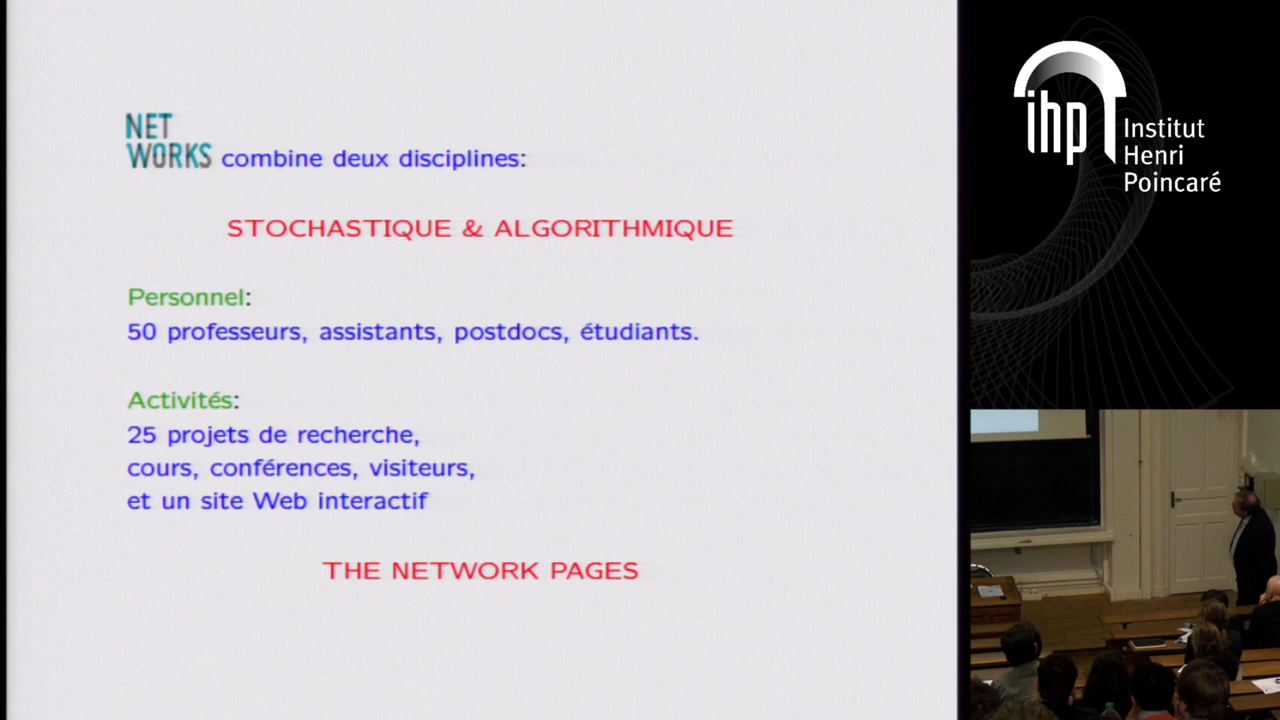 NET
WORKS combine deux disciplines:
STOCHASTIQUE & ALGORITHMIQUE
Personnel:
50 professeurs, assistants, postdocs, étudiants.
Activités:
25 projets de recherche,
cours, conférences, visiteurs,
et un site Web interactif
THE NETWORK PAGES
ihp
Institut
Henri
Poincaré